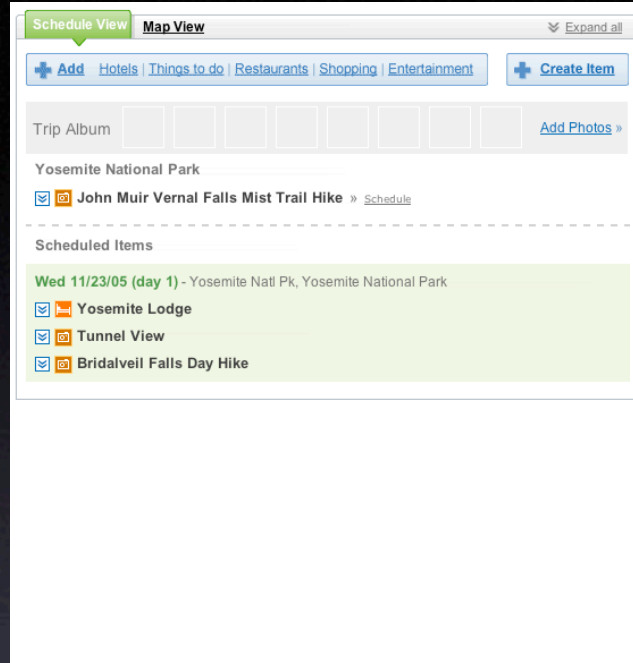 Schedule View Map View Expand all
Add Hotels | Things to do | Restaurants | Shopping | Entertainment Create Item
Trip Album Add Photos »
Yosemite National Park
John Muir Vernal Falls Mist Trail Hike » Schedule
Scheduled Items
Wed 11/23/05 (day 1) - Yosemite Natl Pk, Yosemite National Park
Yosemite Lodge
Tunnel View
Bridalveil Falls Day Hike